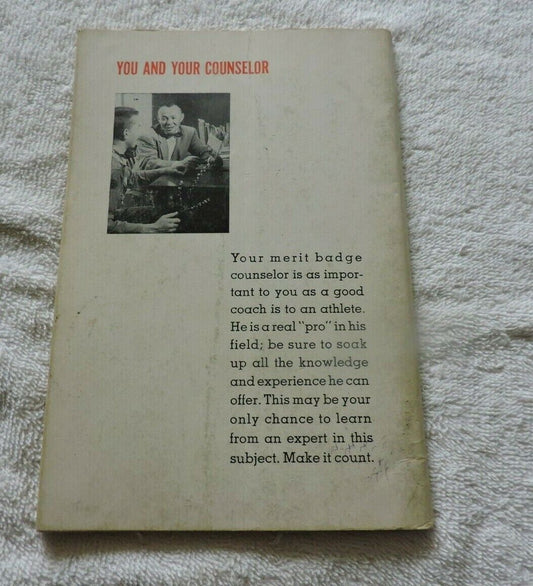 YOU AND YOUR COUNSELOR
Your merit badge
counselor is as impor-
tant to you as a good
coach is to an athlete.
He is a real "pro" in his
field; be sure to soak
up all the knowledge
and experience he can
offer. This may be your
only chance to learn
from an expert in this
subject. Make it count.